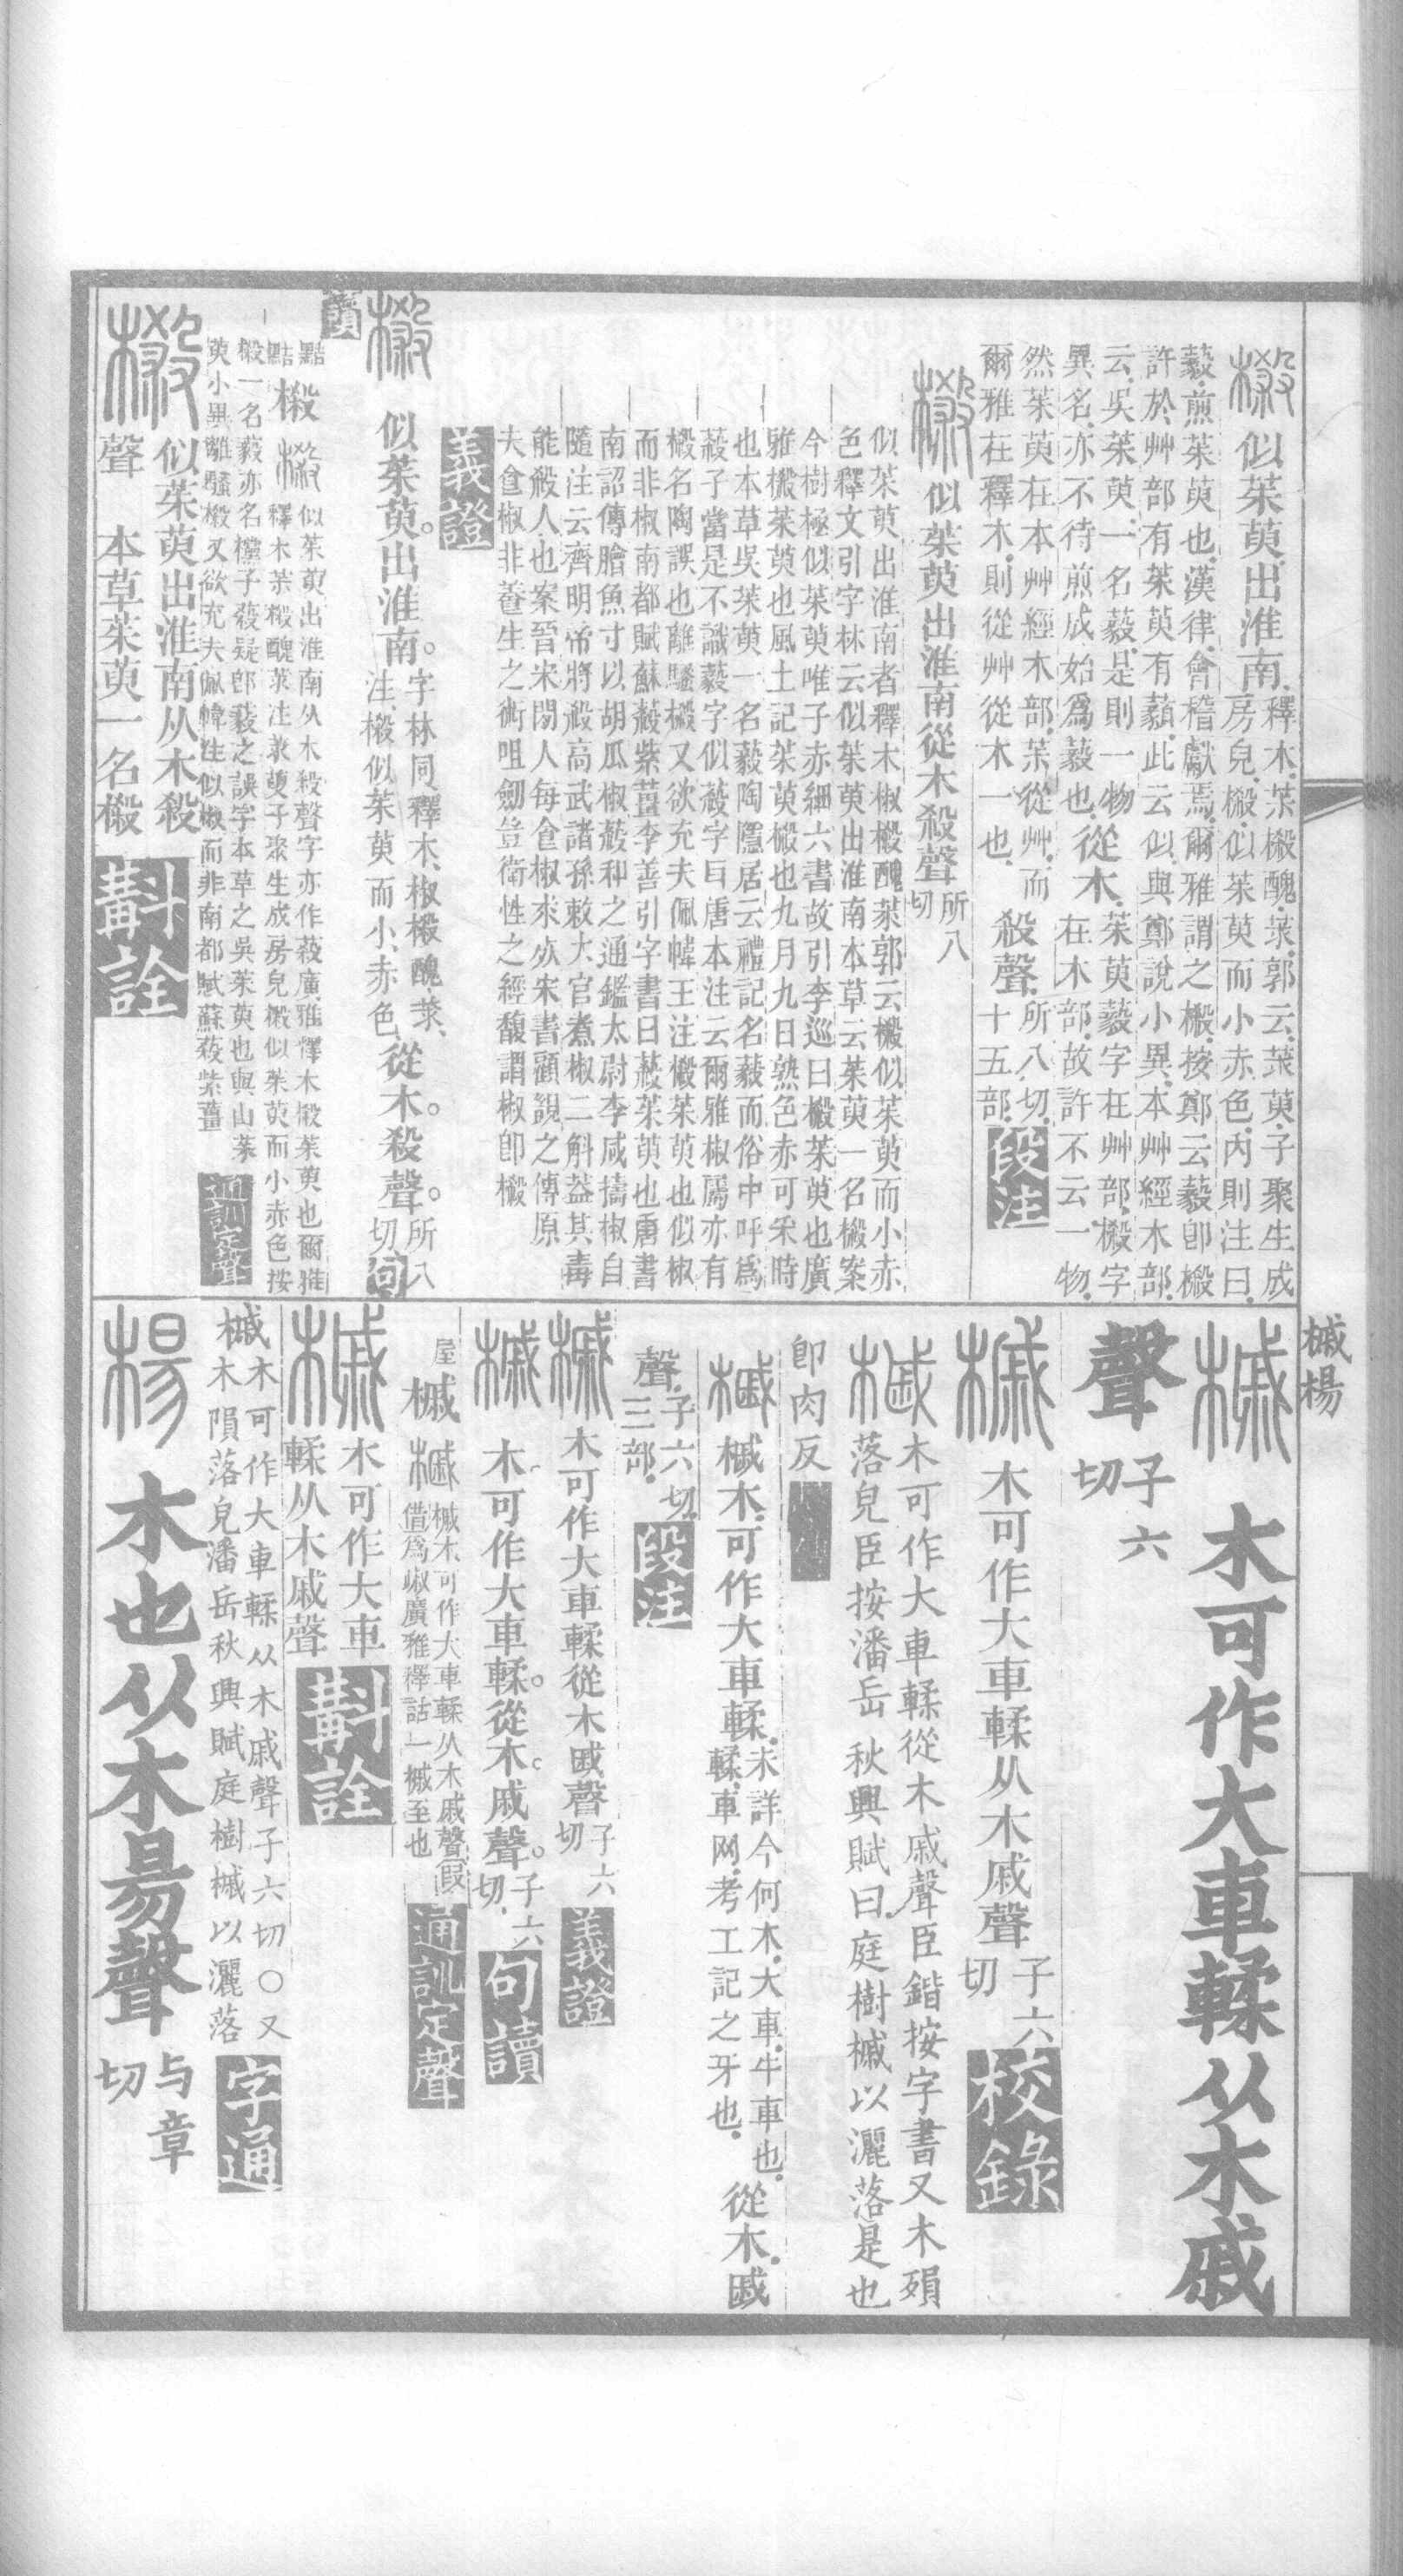 樧似茱萸出淮南釋木茮樧醜莍郭云莍萸子聚生成
房皃樧似茱萸而小赤色内則注曰
藙煎茱萸也漢律會稽獻焉爾雅謂之樧按鄭云藙卽樧
許於艸部有茱萸有藙此云似與鄭說小異本艸經木部
云吳茱萸一名藙是則一物從木茱萸藙字在艸部樧字
異名亦不待煎成始爲藙也在木部故許不云一物
然茱萸在本艸經木部茮從艸而殺聲所八切
爾雅在釋木則從艸從木一也十五部段注
樧似茱萸出淮南從木殺聲所八切
似茱萸出淮南者釋木椒樧醜莍郭云樧似茱萸而小赤
色釋文引字林云似茱萸出淮南本草云茱萸一名樧案
今樹極似茱萸唯子赤細六書故引李巡曰樧茱萸也廣
雅樧茱萸也風土記茱萸樧也九月九日熟色赤可采時
也本草吳茱萸一名藙陶隱居云禮記名藙而俗中呼爲
蔱子當是不識藙字似蔱字曰唐本注云爾雅椒屬亦有
樧名陶誤也離騷樧又欲充夫佩幃王注樧茱萸也似椒
而非椒南都賦蘇蔱紫薑李善引字書曰蔱茱萸也唐書
南詔傳膾魚寸以胡瓜椒蔱和之通鑑太尉李咸擣椒自
隨注云齊明帝將殺高武諸孫敕大官煮椒二斛葢其毒
能殺人也案晉宋閒人每食椒求死宋書顧覬之傳原
夫食椒非養生之術咀劒豈衛性之經馥謂椒卽樧
義證
樧似茱萸出淮南字林同釋木椒樧醜莍
注樧似茱萸而小赤色從木殺聲所八切句
讀
黠樧樧似茱萸出淮南从木殺聲字亦作蔱廣雅釋木樧茱萸也爾雅
黠釋木茮樧醜莍注莍萸子聚生成房皃樧似茱萸而小赤色按
樧一名藙亦名欓子蔱疑卽藙之誤字本草之吳茱萸也與山茱
萸小異離騷樧又欲充夫佩幃注似椒而非南都賦蘇蔱紫薑通訓定聲
樧似茱萸出淮南从木殺
聲本草茱萸一名樧斠詮
樧楊
槭木可作大車輮从木戚
聲子六切
槭木可作大車輮从木戚聲子六切校錄
槭木可作大車輮從木戚聲臣鍇按字書又木殞
落皃臣按潘岳秋興賦曰庭樹槭以灑落是也
卽肉反
槭槭木可作大車輮未詳今何木大車牛車也
輮車网考工記之牙也從木戚
聲子六切三部段注
槭木可作大車輮從木戚聲子六切義證
槭木可作大車輮從木戚聲子六切句讀
屋槭槭槭木可作大車輮从木戚聲假
借爲槭廣雅釋詁一槭至也通訓定聲
槭木可作大車
輮从木戚聲斠詮
槭木可作大車輮从木戚聲子六切○又
木隕落皃潘岳秋興賦庭樹槭以灑落字通
楊木也从木昜聲与章切